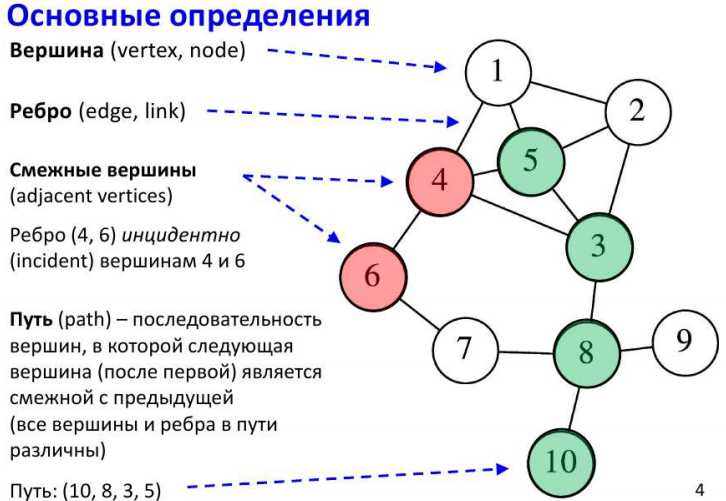 Основные определения
Вершина (vertex, node)
Ребро (edge, link)
Смежные вершины
(adjacent vertices)
Ребро (4, 6) инцидентно
(incident) вершинам 4 и 6
Путь (path) – последовательность
вершин, в которой следующая
вершина (после первой) является
смежной с предыдущей
(все вершины и ребра в пути
различны)
Путь: (10, 8, 3, 5)
1
2
5
4
3
6
7
8
9
10
4